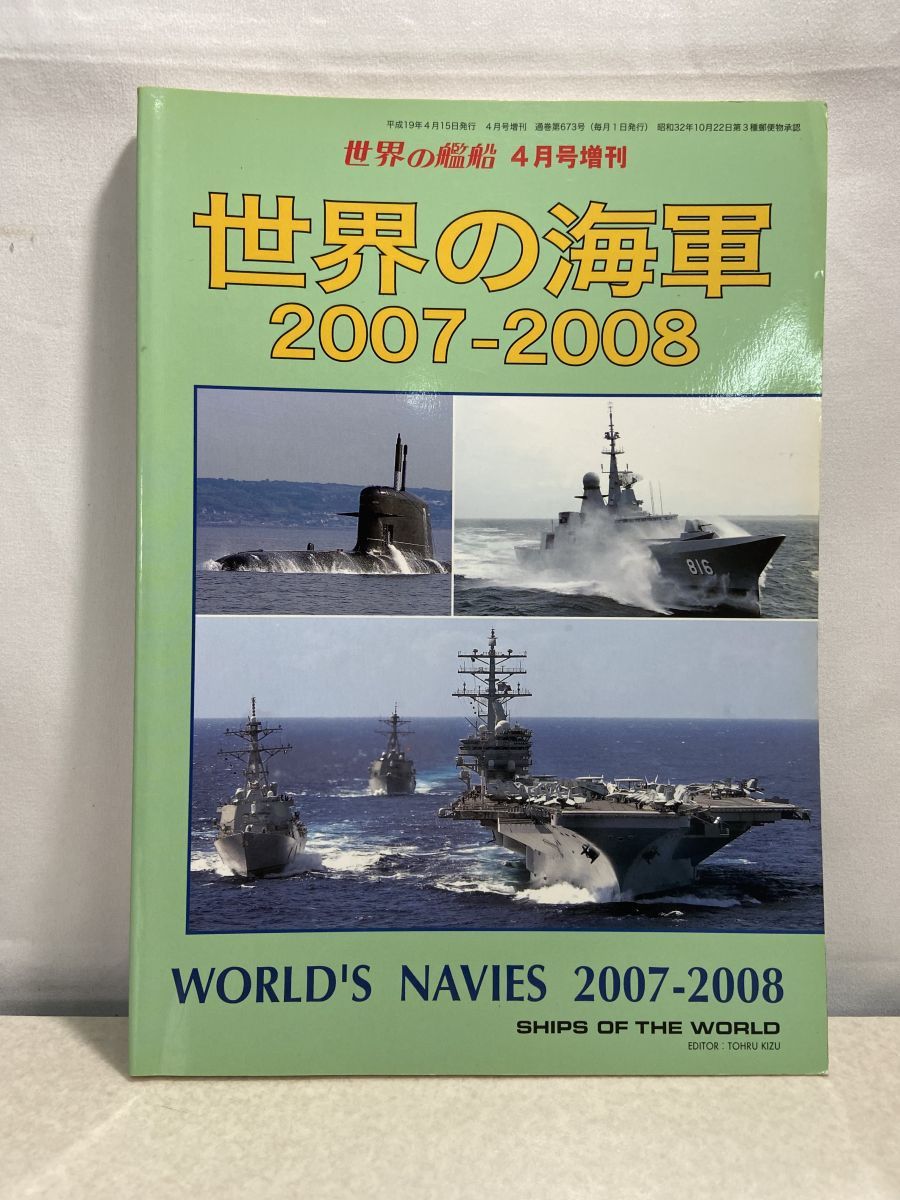 平成19年4月15日発行 4月号増刊 通巻第673号(毎月1日発行) 昭和32年10月22日第3種郵便物承認
世界の艦船 4月号増刊
世界の海軍
2007-2008
816
WORLD'S NAVIES 2007-2008
SHIPS OF THE WORLD
EDITOR : TOHRU KIZU